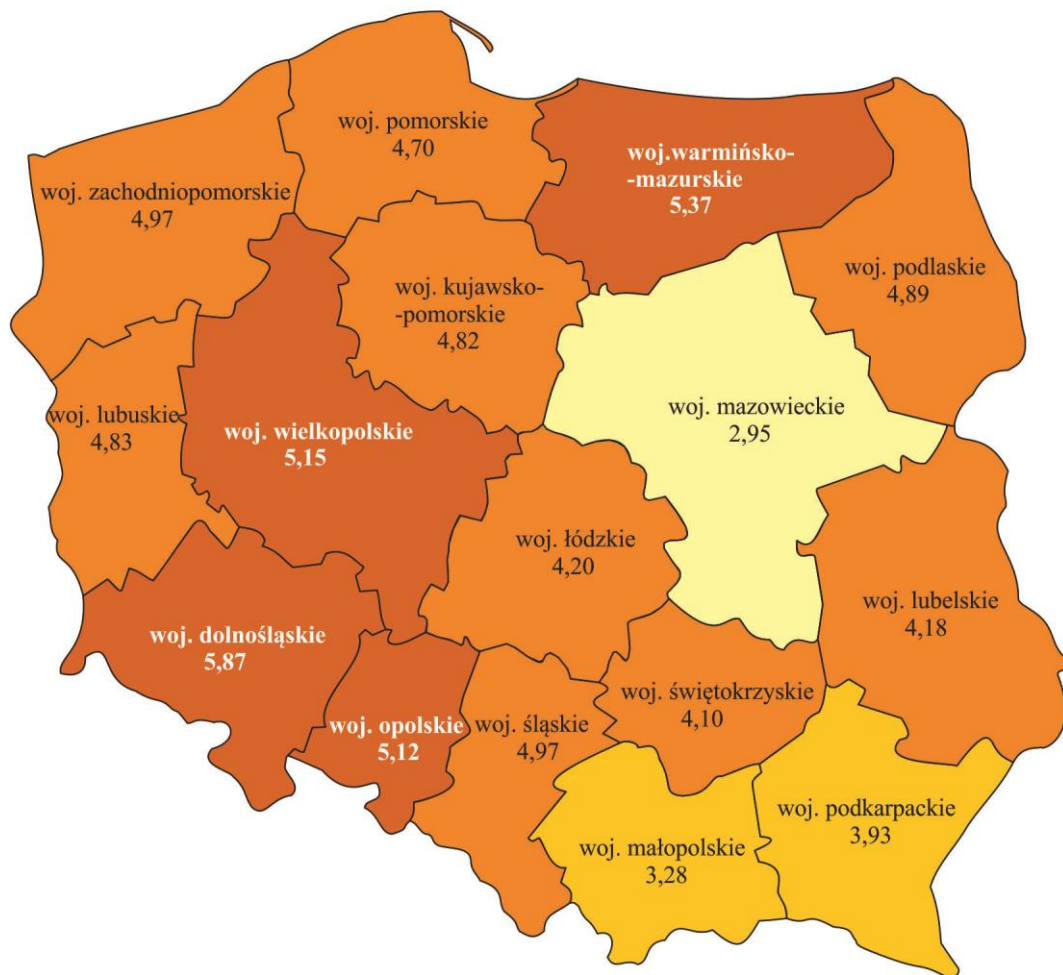 woj. pomorskie
4,70
woj.warmińsko-
-mazurskie
5,37
woj. zachodniopomorskie
4,97
woj. podlaskie
4,89
woj. kujawsko-
-pomorskie
4,82
woj. lubuskie
4,83
woj. wielkopolskie
5,15
woj. mazowieckie
2,95
woj. łódzkie
4,20
woj. lubelskie
4,18
woj. dolnośląskie
5,87
woj. opolskie
5,12
woj. śląskie
4,97
woj. świętokrzyskie
4,10
woj. małopolskie
3,28
woj. podkarpackie
3,93